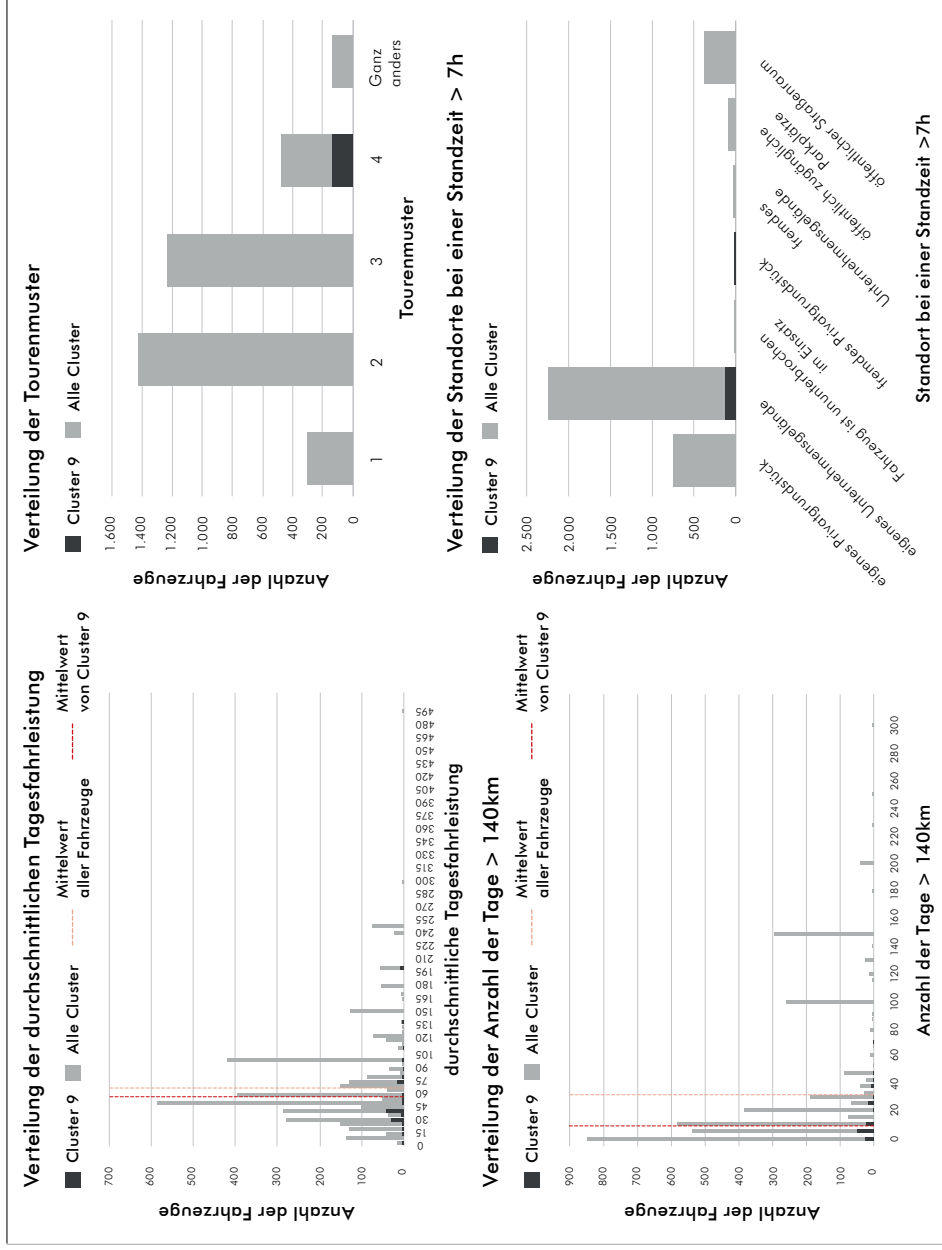 Verteilung der durchschnittlichen Tagesfahrleistung
Cluster 9
Alle Cluster
Mittelwert
aller Fahrzeuge
Mittelwert
von Cluster 9
Anzahl der Fahrzeuge
700
600
500
400
300
200
100
0
0
15
30
45
60
75
90
105
120
135
150
165
180
195
210
225
240
255
270
285
300
315
330
345
360
375
390
405
420
435
450
465
480
495
durchschnittliche Tagesfahrleistung
Verteilung der Tourenmuster
Cluster 9
Alle Cluster
Anzahl der Fahrzeuge
1.600
1.400
1.200
1.000
800
600
400
200
0
1
2
3
4
Ganz
anders
Tourenmuster
Verteilung der Anzahl der Tage > 140km
Cluster 9
Alle Cluster
Mittelwert
aller Fahrzeuge
Mittelwert
von Cluster 9
Anzahl der Fahrzeuge
900
800
700
600
500
400
300
200
100
0
0
20
40
60
80
100
120
140
160
180
200
220
240
260
280
300
Anzahl der Tage > 140km
Verteilung der Standorte bei einer Standzeit > 7h
Cluster 9
Alle Cluster
Anzahl der Fahrzeuge
2.500
2.000
1.500
1.000
500
0
eigenes Privatgrundstück
eigenes Unternehmensgelände
Fahrzeug ist ununterbrochen
im Einsatz
fremdes Privatgrundstück
fremdes
Unternehmensgelände
öffentlich zugängliche
Parkplätze
öffentlicher Straßenraum
Standort bei einer Standzeit >7h